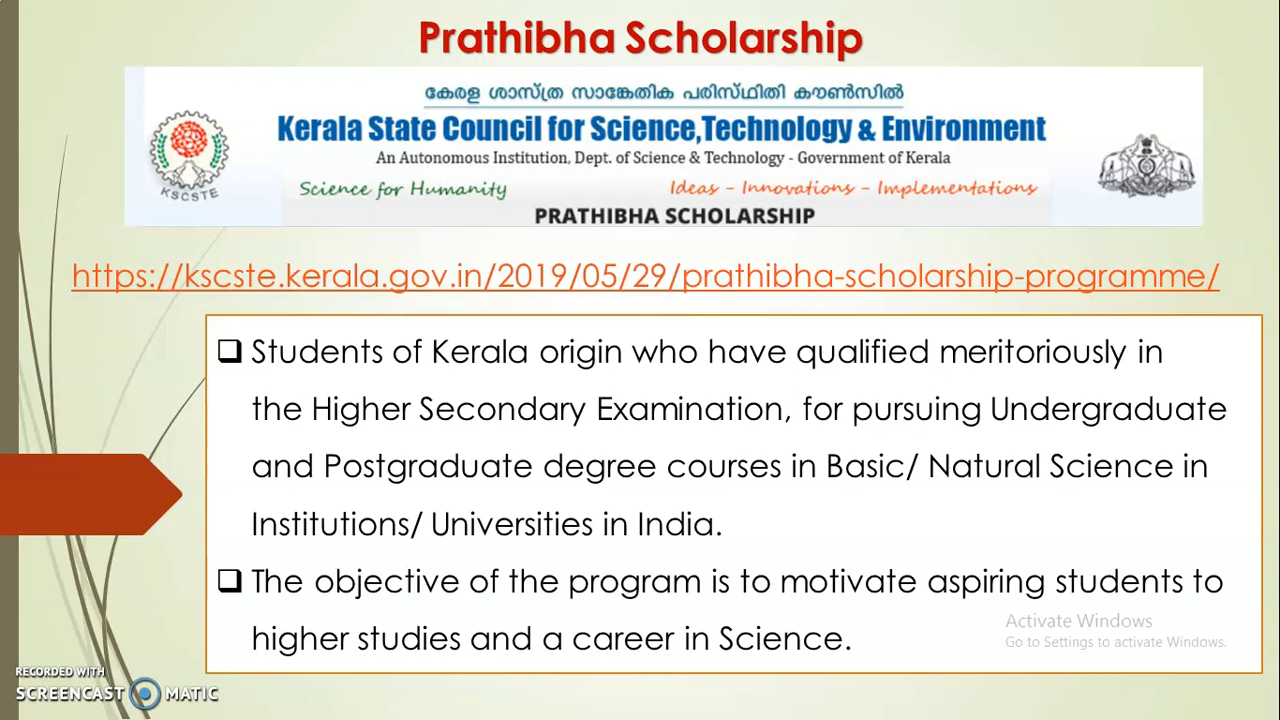 Prathibha Scholarship
കേരള ശാസ്ത്ര സാങ്കേതിക പരിസ്ഥിതി കൗൺസിൽ
Kerala State Council for Science,Technology & Environment
An Autonomous Institution, Dept. of Science & Technology - Government of Kerala
Science for Humanity
Ideas - Innovations - Implementations
KSCSTE
PRATHIBHA SCHOLARSHIP
https://kscste.kerala.gov.in/2019/05/29/prathibha-scholarship-programme/
Students of Kerala origin who have qualified meritoriously in
the Higher Secondary Examination, for pursuing Undergraduate
and Postgraduate degree courses in Basic/ Natural Science in
Institutions/ Universities in India.
The objective of the program is to motivate aspiring students to
higher studies and a career in Science.
Activate Windows
Go to Settings to activate Windows.
RECORDED WITH
SCREENCAST MATIC